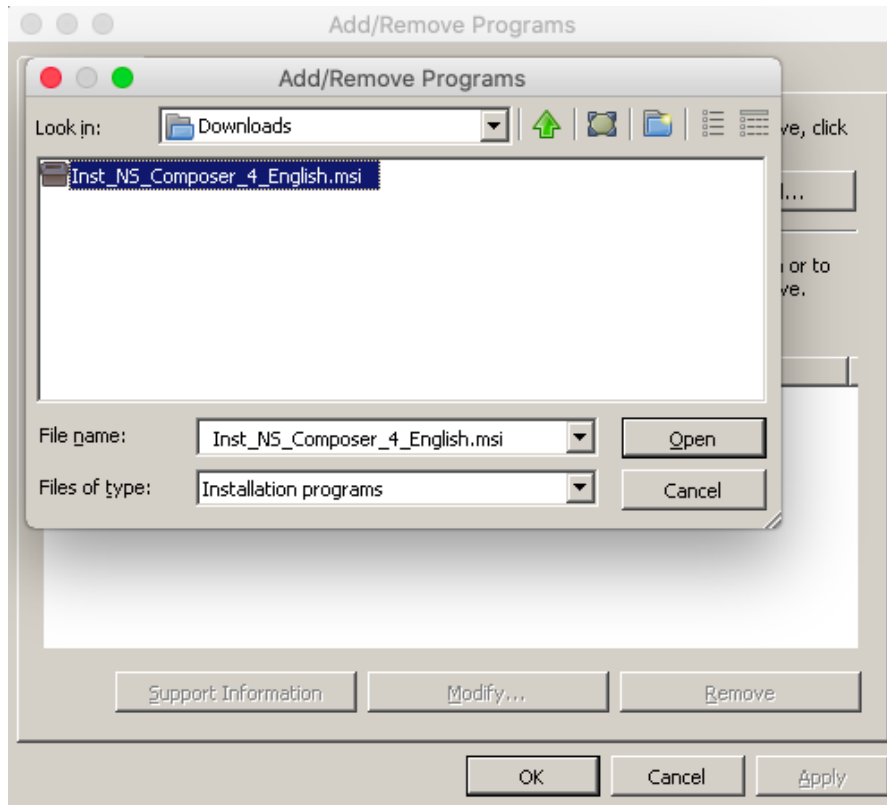 Add/Remove Programs
Add/Remove Programs
Look in:
Downloads
ve, click
Inst_NS_Composer_4_English.msi
l...
or to
ve.
File name:
Inst_NS_Composer_4_English.msi
Open
Files of type:
Installation programs
Cancel
Support Information
Modify...
Remove
OK
Cancel
Apply